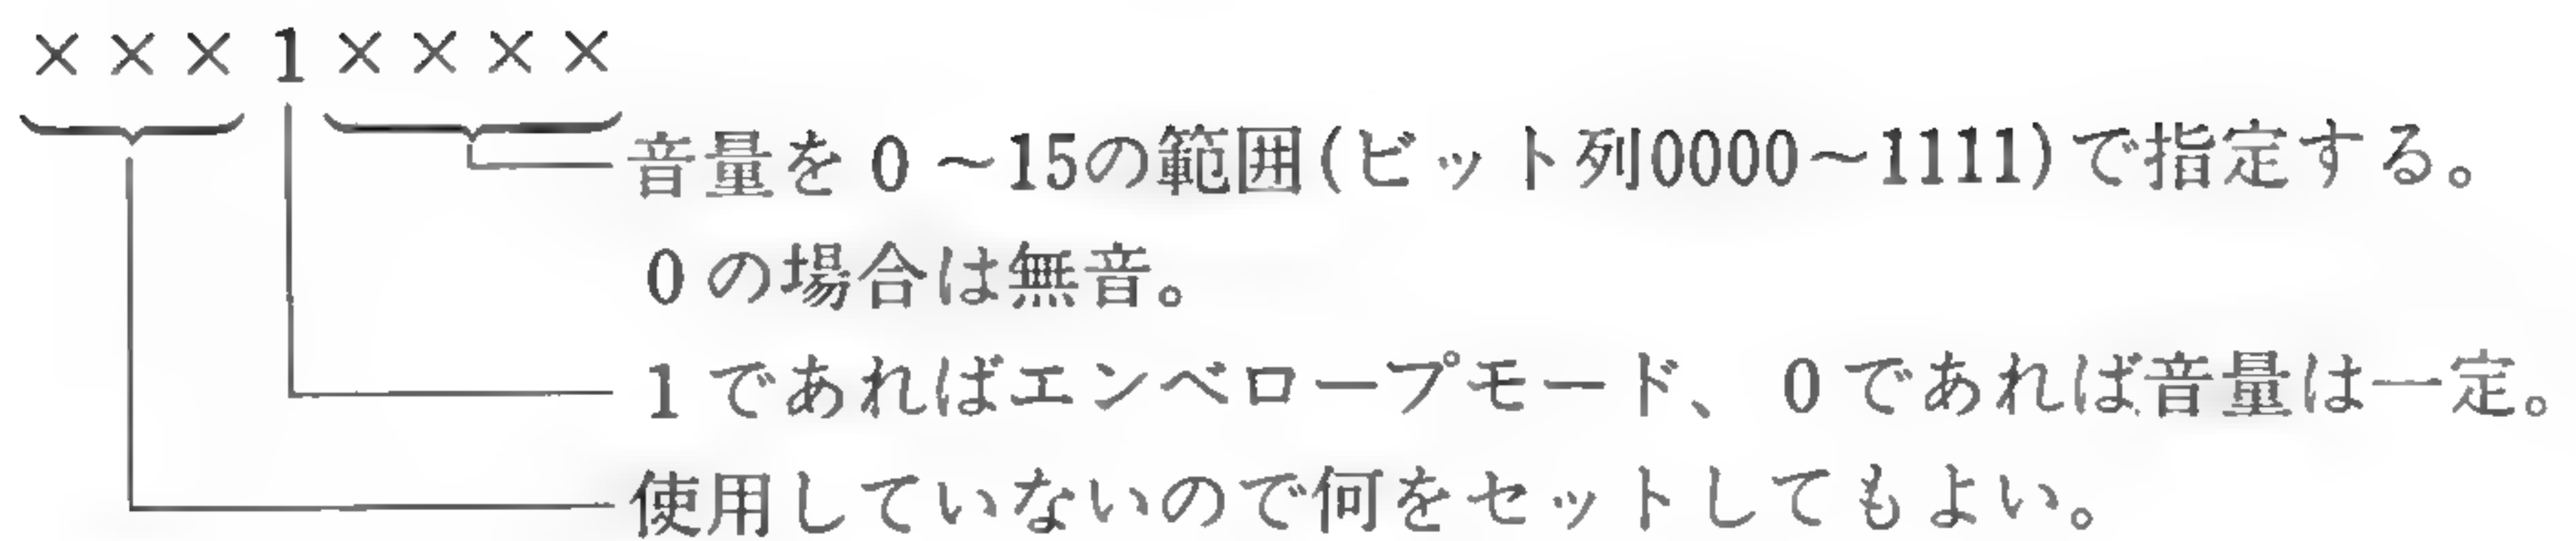 ×××1××××
音量を0~15の範囲(ビット列0000~1111)で指定する。
0の場合は無音。
1であればエンベロープモード、0であれば音量は一定。
使用していないので何をセットしてもよい。